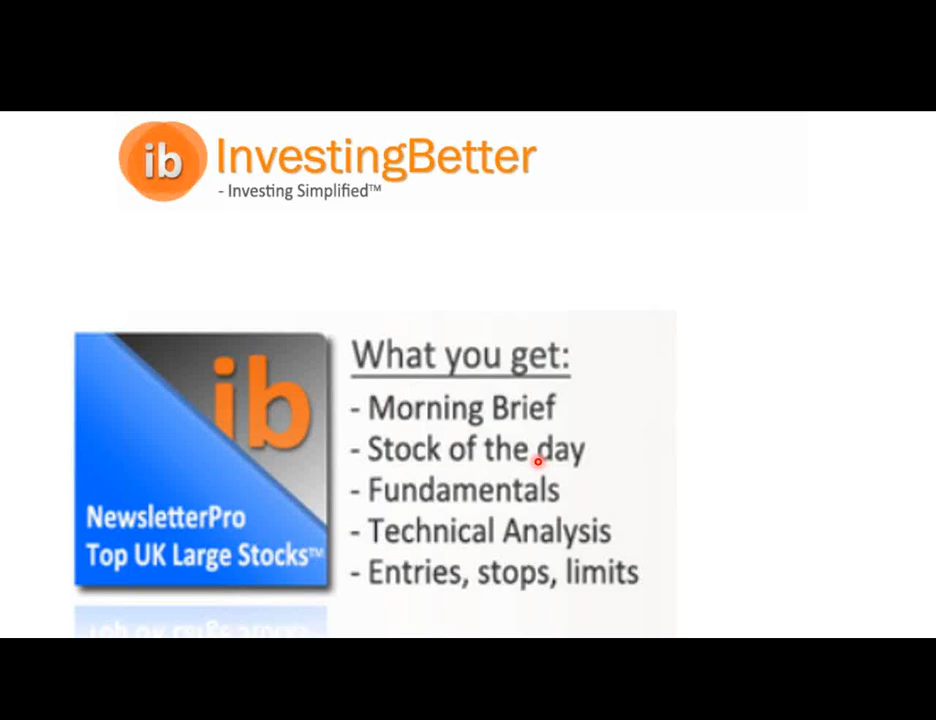 ib InvestingBetter
- Investing Simplified™
ib
NewsletterPro
Top UK Large Stocks™
What you get:
- Morning Brief
- Stock of the day
- Fundamentals
- Technical Analysis
- Entries, stops, limits